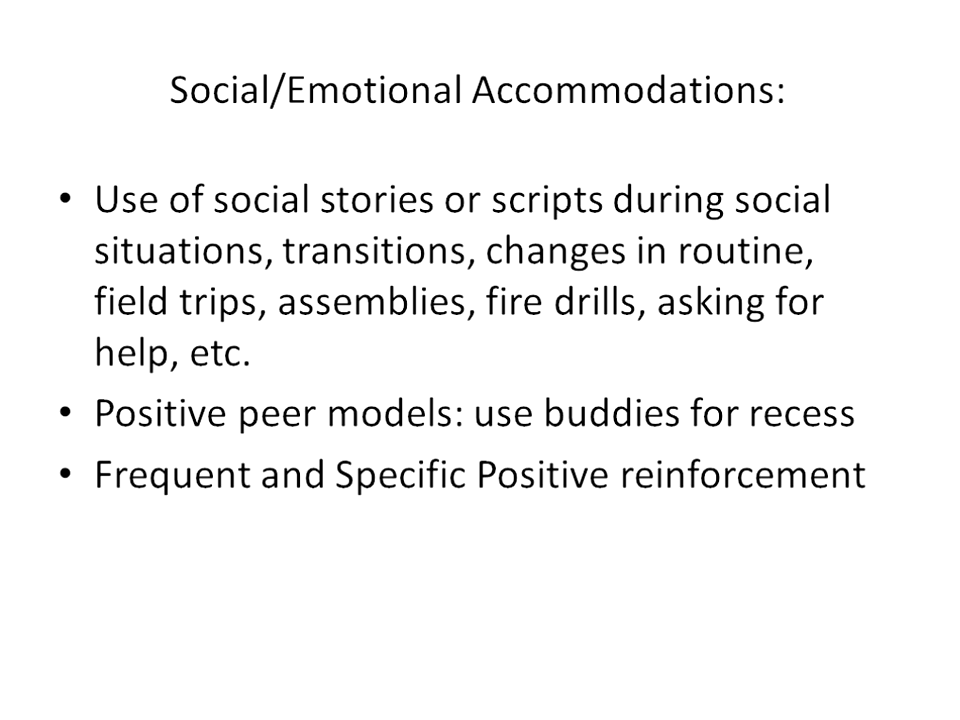 Social/Emotional Accommodations:
• Use of social stories or scripts during social
situations, transitions, changes in routine,
field trips, assemblies, fire drills, asking for
help, etc.
• Positive peer models: use buddies for recess
• Frequent and Specific Positive reinforcement